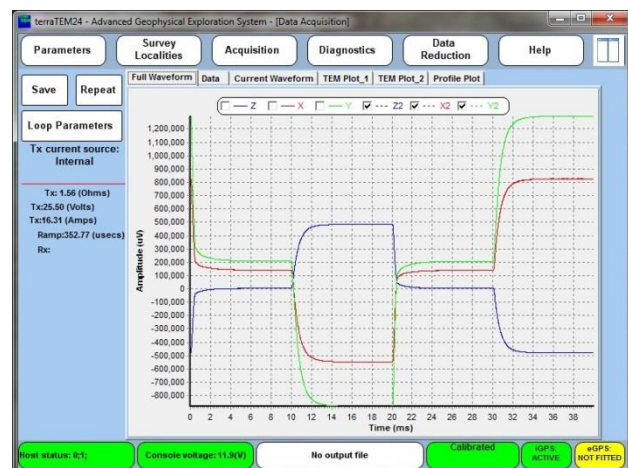 terraTEM24 - Advanced Geophysical Exploration System - [Data Acquisition]
Parameters
Survey Localities
Acquisition
Diagnostics
Data Reduction
Help
Save
Repeat
Loop Parameters
Tx current source:
Internal
Tx: 1.56 (Ohms)
Tx:25.50 (Volts)
Tx:16.31 (Amps)
Ramp:352.77 (usecs)
Rx:
Full Waveform Data Current Waveform TEM Plot_1 TEM Plot_2 Profile Plot
Z X Y Z2 X2 Y2
Amplitude (uV)
1,200,000
1,100,000
1,000,000
900,000
800,000
700,000
600,000
500,000
400,000
300,000
200,000
100,000
0
-100,000
-200,000
-300,000
-400,000
-500,000
-600,000
-700,000
-800,000
0 2 4 6 8 10 12 14 16 18 20 22 24 26 28 30 32 34 36 38
Time (ms)
Host status: 0;1;
Console voltage: 11.9(V)
No output file
Calibrated
iGPS:
ACTIVE
eGPS:
NOT FITTED